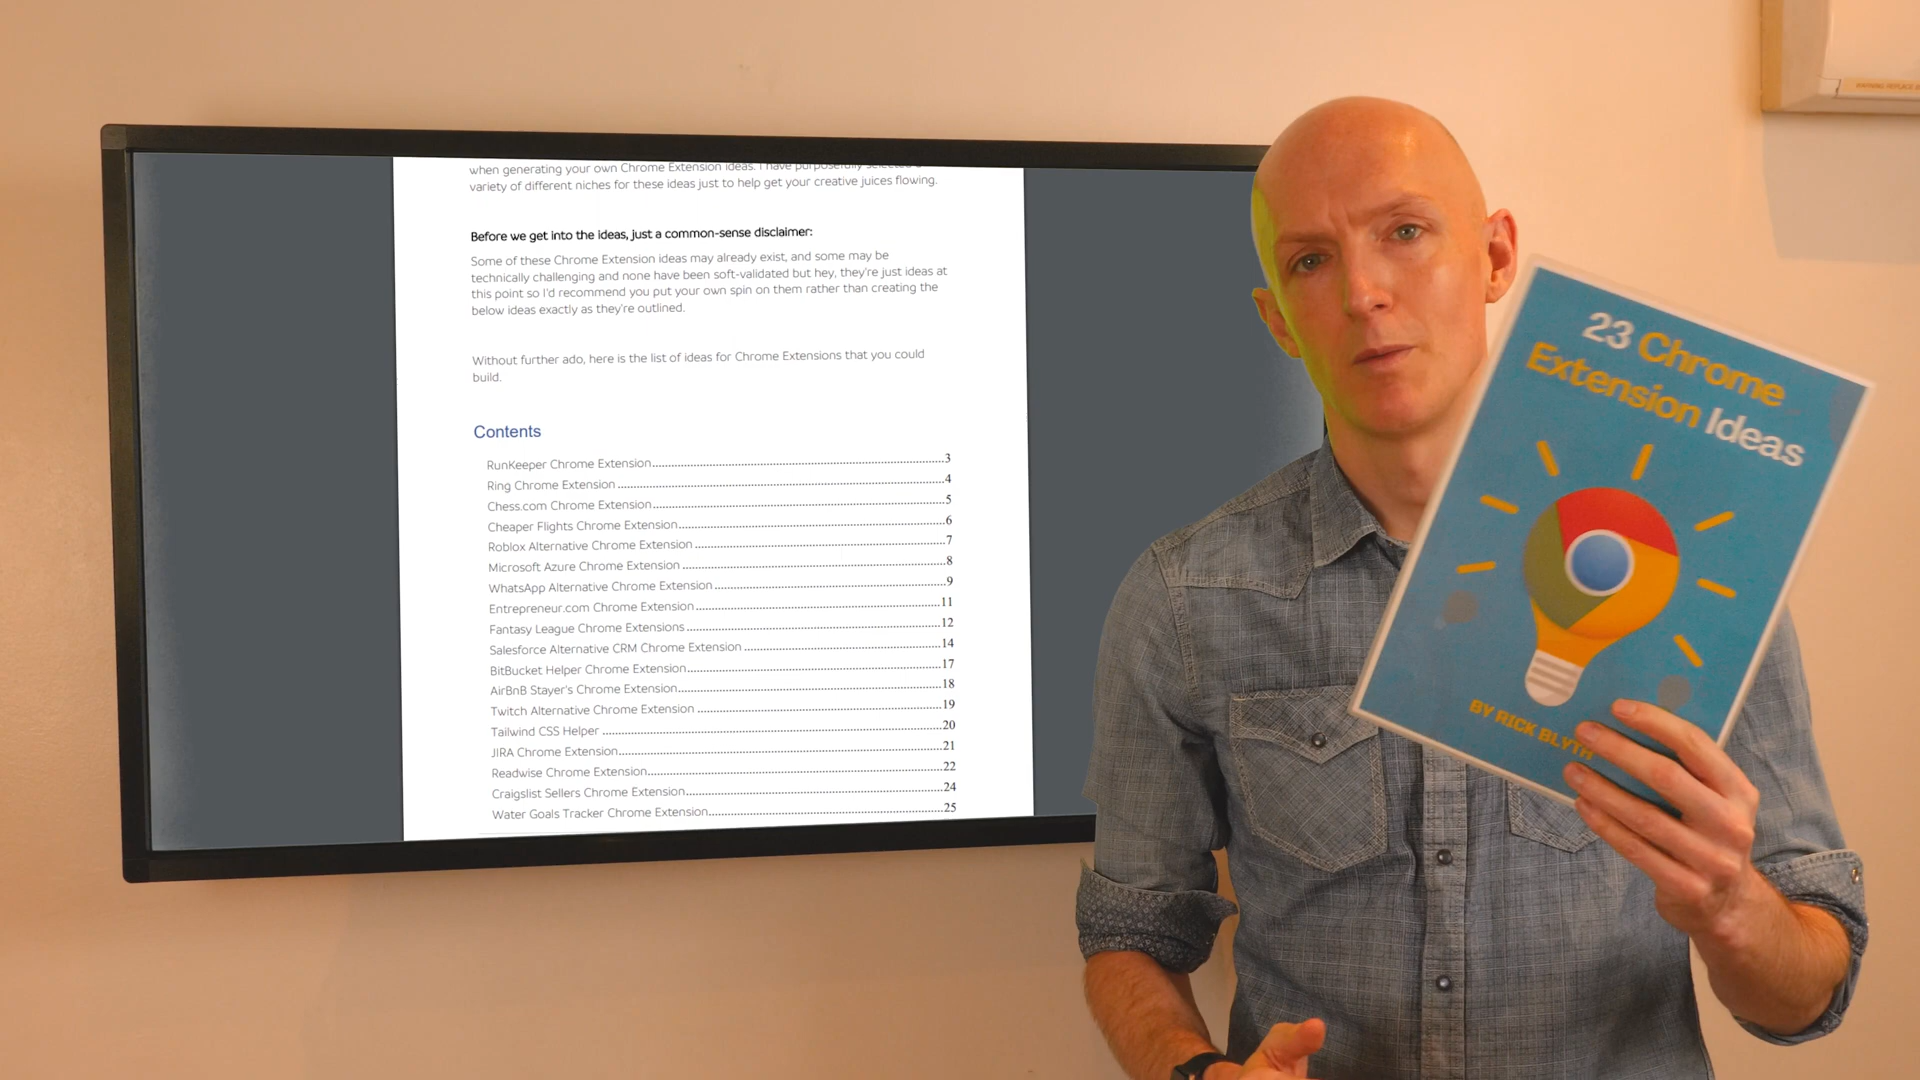 when generating your own Chrome Extension ideas. I have purposefully selected a
variety of different niches for these ideas just to help get your creative juices flowing.
Before we get into the ideas, just a common-sense disclaimer:
Some of these Chrome Extension ideas may already exist, and some may be
technically challenging and none have been soft-validated but hey, they're just ideas at
this point so I'd recommend you put your own spin on them rather than creating the
below ideas exactly as they're outlined.
Without further ado, here is the list of ideas for Chrome Extensions that you could
build.
Contents
RunKeeper Chrome Extension 3
Ring Chrome Extension 4
Chess.com Chrome Extension 5
Cheaper Flights Chrome Extension 6
Roblox Alternative Chrome Extension 7
Microsoft Azure Chrome Extension 8
WhatsApp Alternative Chrome Extension 9
Entrepreneur.com Chrome Extension 11
Fantasy League Chrome Extensions 12
Salesforce Alternative CRM Chrome Extension 14
BitBucket Helper Chrome Extension 17
AirBnB Stayer's Chrome Extension 18
Twitch Alternative Chrome Extension 19
Tailwind CSS Helper 20
JIRA Chrome Extension 21
Readwise Chrome Extension 22
Craigslist Sellers Chrome Extension 24
Water Goals Tracker Chrome Extension 25
23 Chrome
Extension Ideas
BY RICK BLYTH